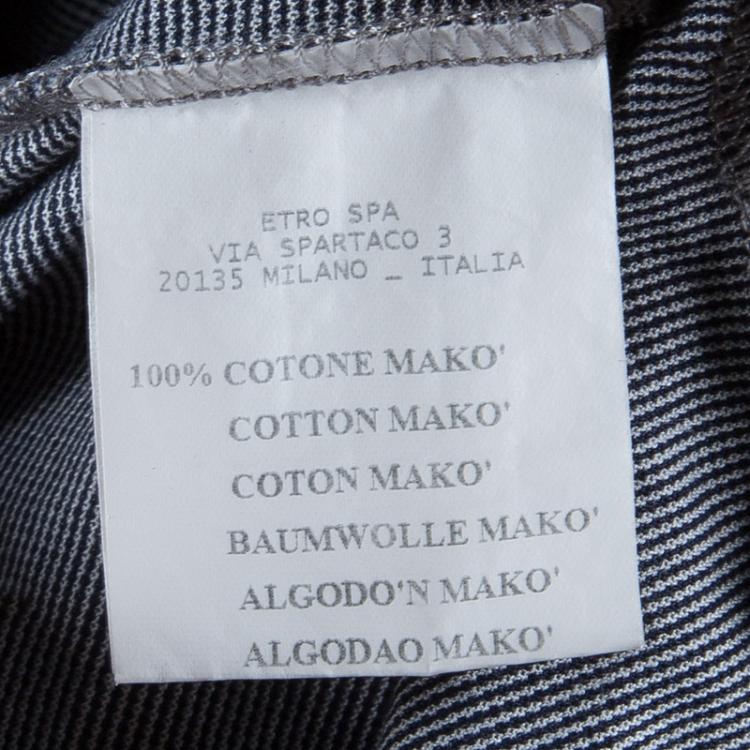 ETRO SPA
VIA SPARTACO 3
20135 MILANO _ ITALIA
100% COTONE MAKO'
COTTON MAKO'
COTON MAKO'
BAUMWOLLE MAKO'
ALGODO'N MAKO'
ALGODAO MAKO'